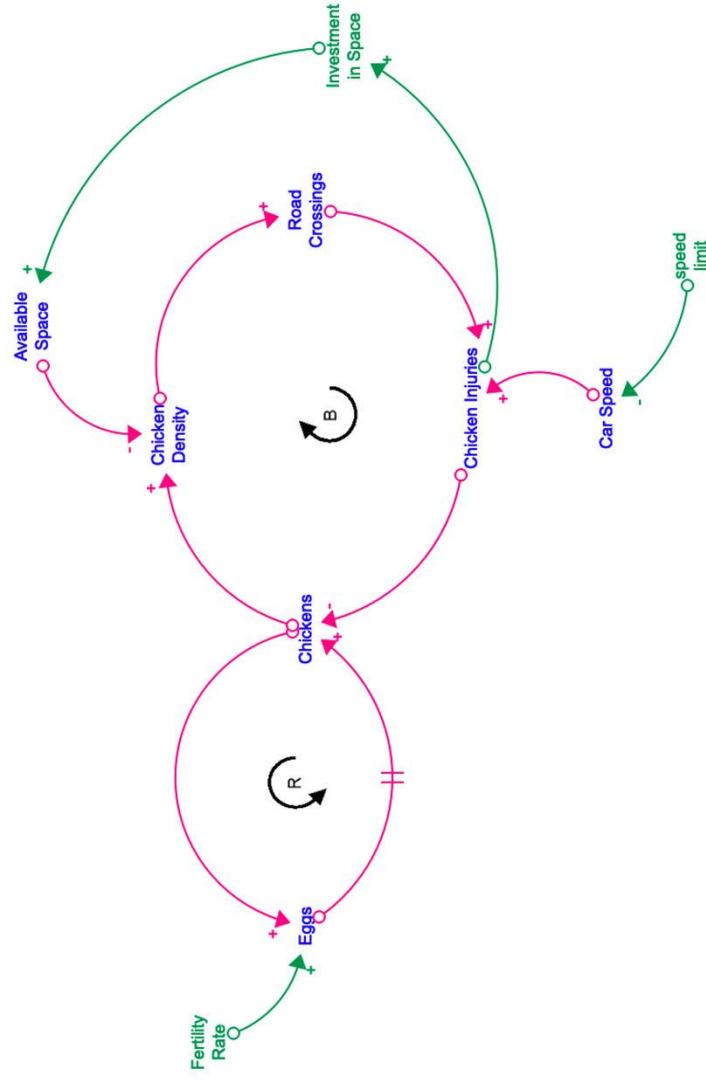 Fertility
Rate
+
Eggs
+
R
Chickens
+
-
+
Chicken
Density
-
Available
Space
+
B
Road
Crossings
+
Chicken Injuries
+
+
Car Speed
-
speed
limit
Investment
in Space
+